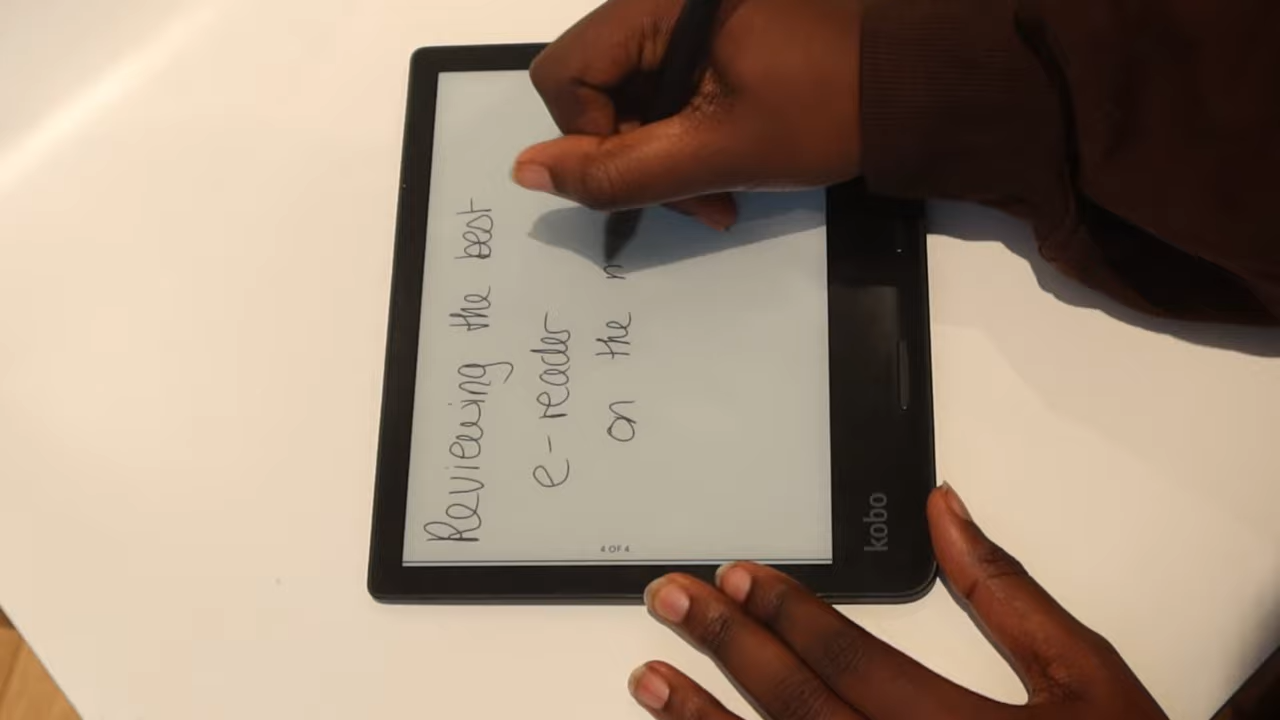 Reviewing the best
e-reader
on the
4 OF 4
kobo